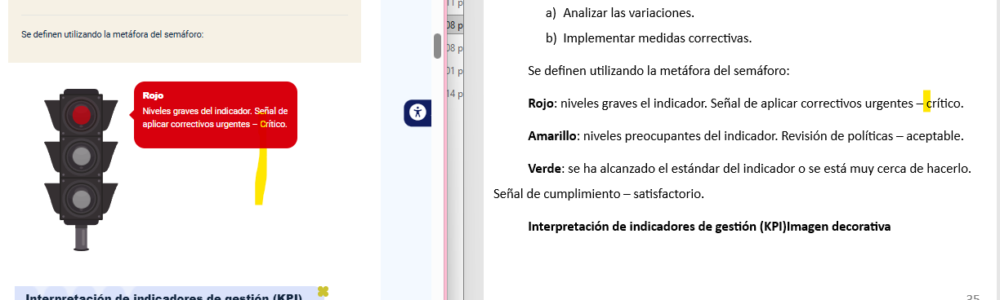 Se definen utilizando la metáfora del semáforo:
Rojo
Niveles graves del indicador. Señal de
aplicar correctivos urgentes – Crítico.
Interpretación de indicadores de gestión (KPI)
11 p
08 p
08 p
01 p
14 p
a) Analizar las variaciones.
b) Implementar medidas correctivas.
Se definen utilizando la metáfora del semáforo:
Rojo: niveles graves el indicador. Señal de aplicar correctivos urgentes – crítico.
Amarillo: niveles preocupantes del indicador. Revisión de políticas – aceptable.
Verde: se ha alcanzado el estándar del indicador o se está muy cerca de hacerlo.
Señal de cumplimiento – satisfactorio.
Interpretación de indicadores de gestión (KPI)Imagen decorativa
35